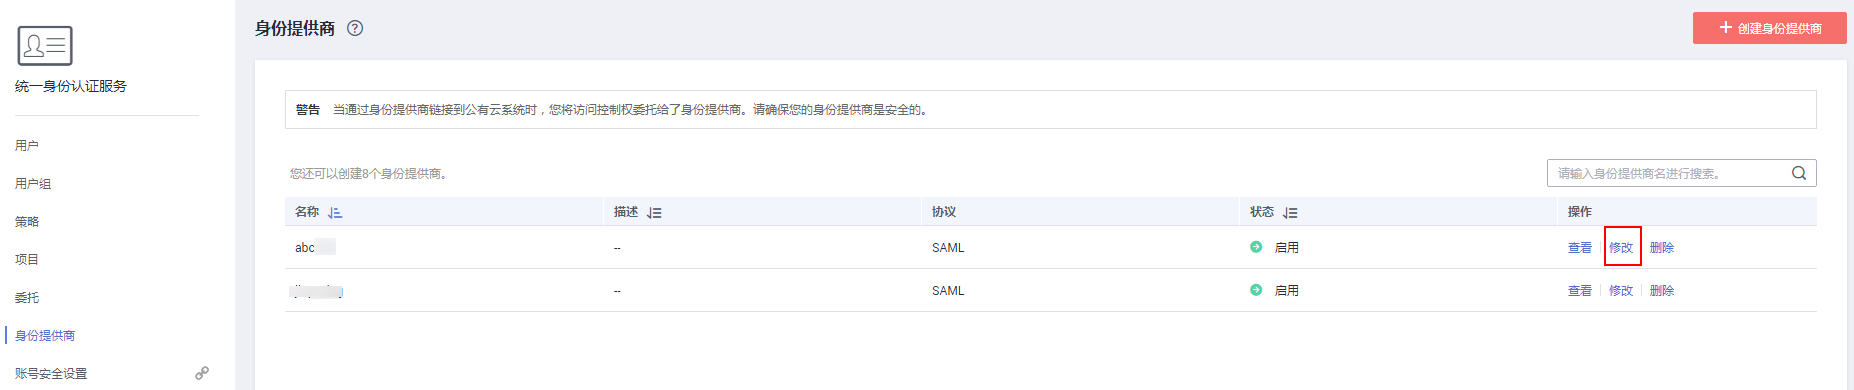 统一身份认证服务
用户
用户组
策略
项目
委托
身份提供商
账号安全设置
身份提供商 ?
+ 创建身份提供商
警告 当通过身份提供商链接到公有云系统时，您将访问控制权委托给了身份提供商。请确保您的身份提供商是安全的。
您还可以创建8个身份提供商。
请输入身份提供商名进行搜索。
名称 描述 协议 状态 操作
abc -- SAML 启用 查看 修改 删除
-- SAML 启用 查看 修改 删除